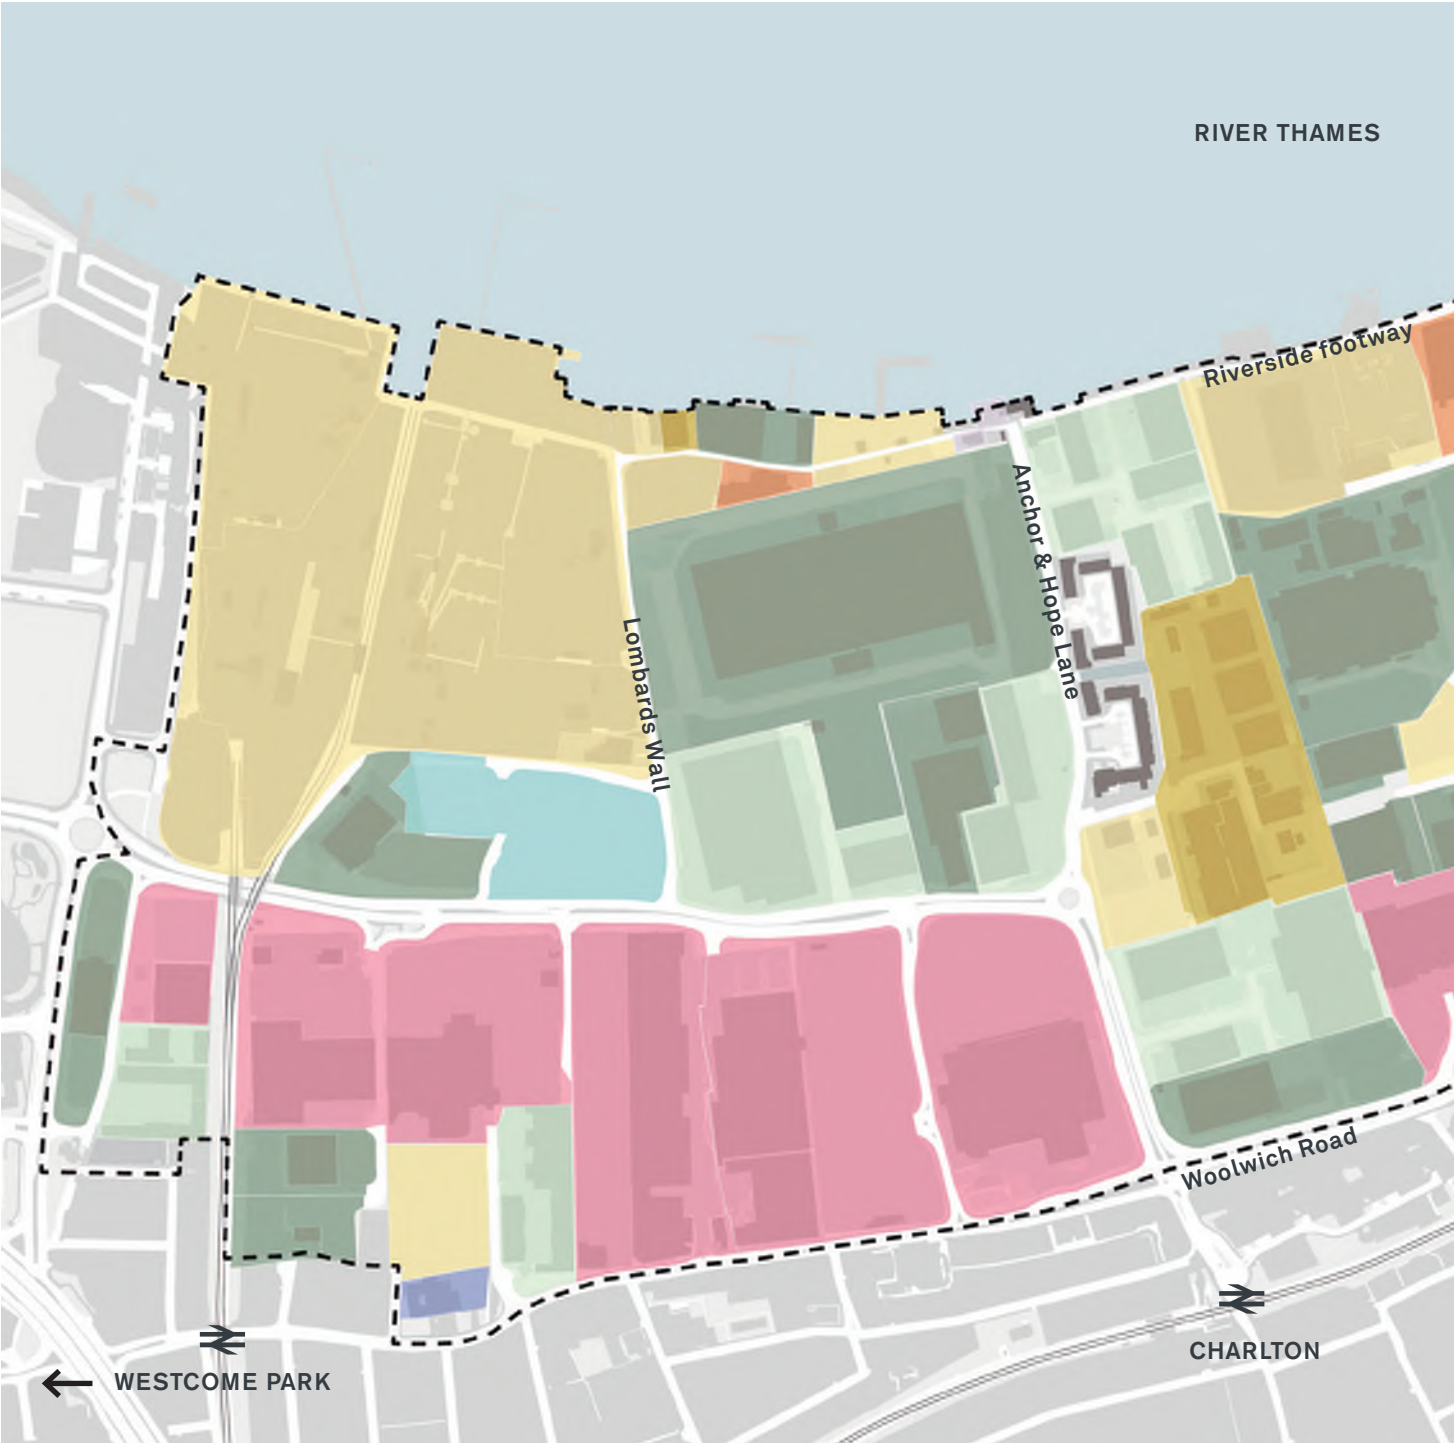 RIVER THAMES
Riverside footway
Anchor & Hope Lane
Lombards Wall
Woolwich Road
CHARLTON
WESTCOME PARK